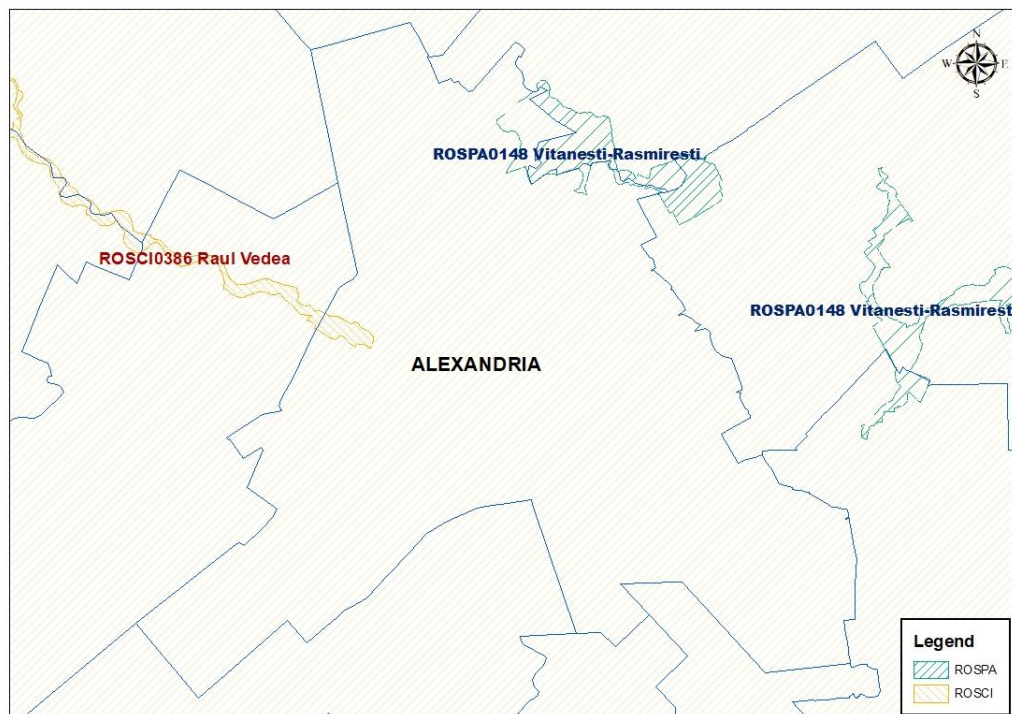 N
W E
S
ROSPA0148 Vitanesti-Rasmiresti
ROSCI0386 Raul Vedea
ROSPA0148 Vitanesti-Rasmirest
ALEXANDRIA
Legend
ROSPA
ROSCI